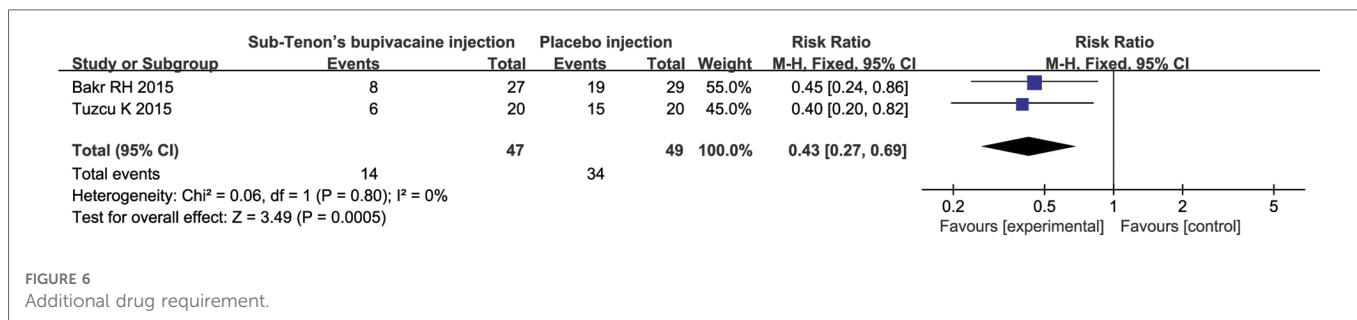 Sub-Tenon's bupivacaine injection Placebo injection Risk Ratio Risk Ratio
Study or Subgroup Events Total Events Total Weight M-H, Fixed, 95% CI M-H, Fixed, 95% CI
Bakr RH 2015 8 27 19 29 55.0% 0.45 [0.24, 0.86]
Tuzcu K 2015 6 20 15 20 45.0% 0.40 [0.20, 0.82]
Total (95% CI) 47 49 100.0% 0.43 [0.27, 0.69]
Total events 14 34
Heterogeneity: Chi² = 0.06, df = 1 (P = 0.80); I² = 0%
Test for overall effect: Z = 3.49 (P = 0.0005)
0.2 0.5 1 2 5
Favours [experimental] Favours [control]
FIGURE 6
Additional drug requirement.